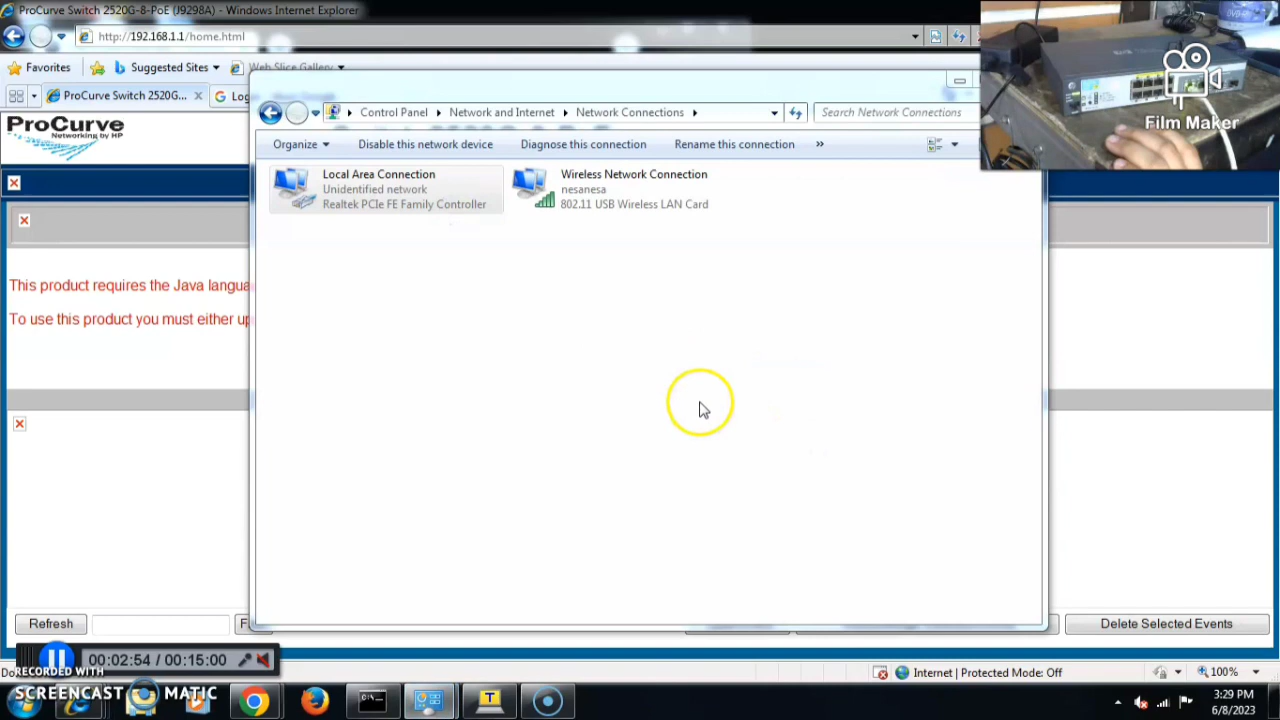 ProCurve Switch 2520G-8-PoE (J9298A) - Windows Internet Explorer
http://192.168.1.1/home.html
Favorites Suggested Sites Web Slice Gallery
ProCurve Switch 2520G... Log
ProCurve
Networking by HP
Film Maker
Control Panel Network and Internet Network Connections Search Network Connections
Organize Disable this network device Diagnose this connection Rename this connection »
Local Area Connection
Unidentified network
Realtek PCIe FE Family Controller
Wireless Network Connection
nesanesa
802.11 USB Wireless LAN Card
This product requires the Java langua
To use this product you must either up
Refresh F Delete Selected Events
00:02:54 / 00:15:00
Do Internet | Protected Mode: Off 100%
RECORDED WITH
SCREENCAST MATIC
3:29 PM
6/8/2023